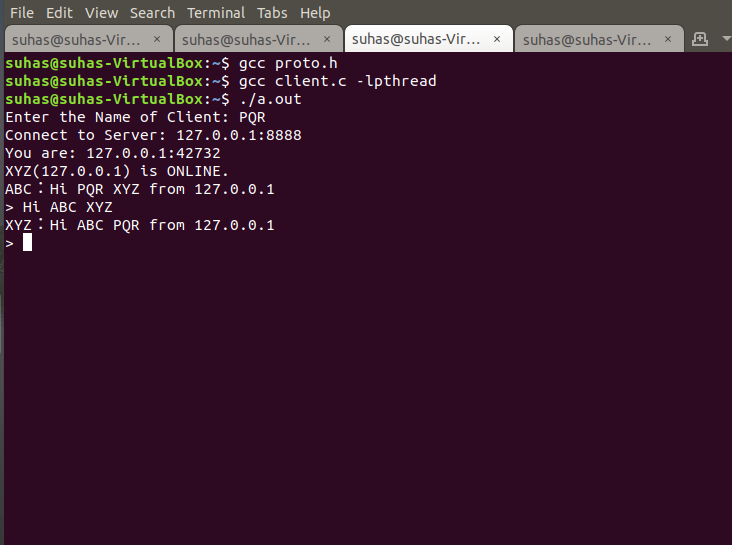 File Edit View Search Terminal Tabs Help
suhas@suhas-Vir... × suhas@suhas-Vir... × suhas@suhas-Vir... × suhas@suhas-Vir... ×
suhas@suhas-VirtualBox:~$ gcc proto.h
suhas@suhas-VirtualBox:~$ gcc client.c -lpthread
suhas@suhas-VirtualBox:~$ ./a.out
Enter the Name of Client: PQR
Connect to Server: 127.0.0.1:8888
You are: 127.0.0.1:42732
XYZ(127.0.0.1) is ONLINE.
ABC：Hi PQR XYZ from 127.0.0.1
> Hi ABC XYZ
XYZ：Hi ABC PQR from 127.0.0.1
>